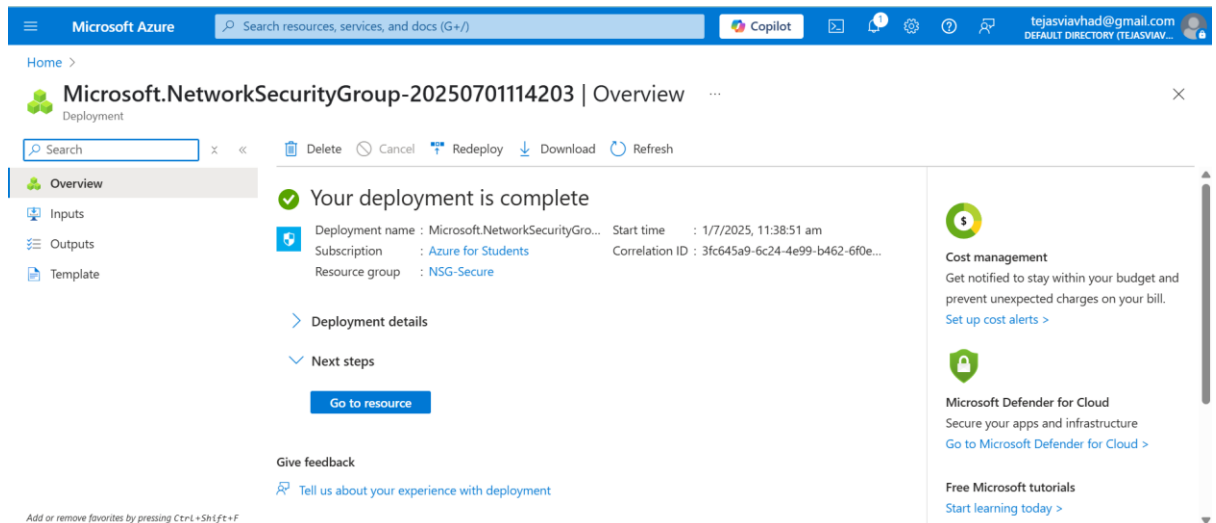 Microsoft Azure
Search resources, services, and docs (G+/)
Copilot
1
tejasviavhad@gmail.com
DEFAULT DIRECTORY (TEJASVIAV...
Home >
Microsoft.NetworkSecurityGroup-20250701114203 | Overview ...
Deployment
Search
Delete Cancel Redeploy Download Refresh
Overview
Inputs
Outputs
Template
Your deployment is complete
Deployment name : Microsoft.NetworkSecurityGro...
Subscription : Azure for Students
Resource group : NSG-Secure
Start time : 1/7/2025, 11:38:51 am
Correlation ID : 3fc645a9-6c24-4e99-b462-6f0e...
Deployment details
Next steps
Go to resource
Give feedback
Tell us about your experience with deployment
Cost management
Get notified to stay within your budget and
prevent unexpected charges on your bill.
Set up cost alerts >
Microsoft Defender for Cloud
Secure your apps and infrastructure
Go to Microsoft Defender for Cloud >
Free Microsoft tutorials
Start learning today >
Add or remove favorites by pressing Ctrl+Shift+F